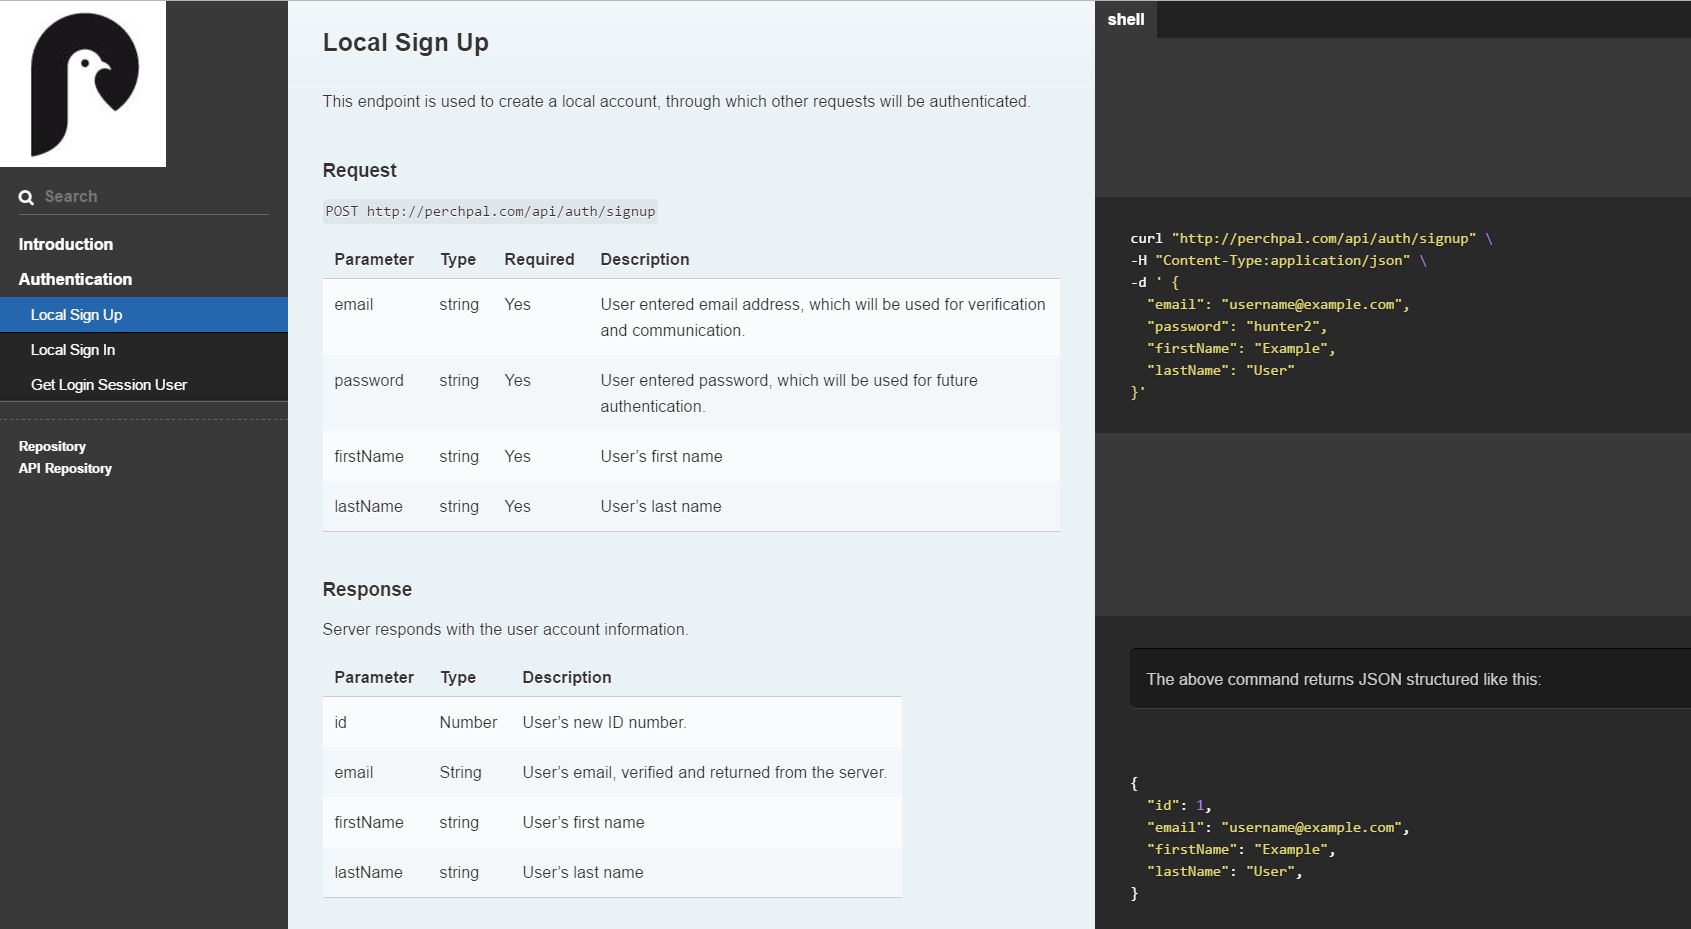 Search
Introduction
Authentication
Local Sign Up
Local Sign In
Get Login Session User
Repository
API Repository
Local Sign Up
This endpoint is used to create a local account, through which other requests will be authenticated.
Request
POST http://perchpal.com/api/auth/signup
Parameter Type Required Description
email string Yes User entered email address, which will be used for verification
and communication.
password string Yes User entered password, which will be used for future
authentication.
firstName string Yes User’s first name
lastName string Yes User’s last name
Response
Server responds with the user account information.
Parameter Type Description
id Number User’s new ID number.
email String User’s email, verified and returned from the server.
firstName string User’s first name
lastName string User’s last name
shell
curl "http://perchpal.com/api/auth/signup" \
-H "Content-Type:application/json" \
-d ' {
"email": "username@example.com",
"password": "hunter2",
"firstName": "Example",
"lastName": "User"
}'
The above command returns JSON structured like this:
{
"id": 1,
"email": "username@example.com",
"firstName": "Example",
"lastName": "User",
}